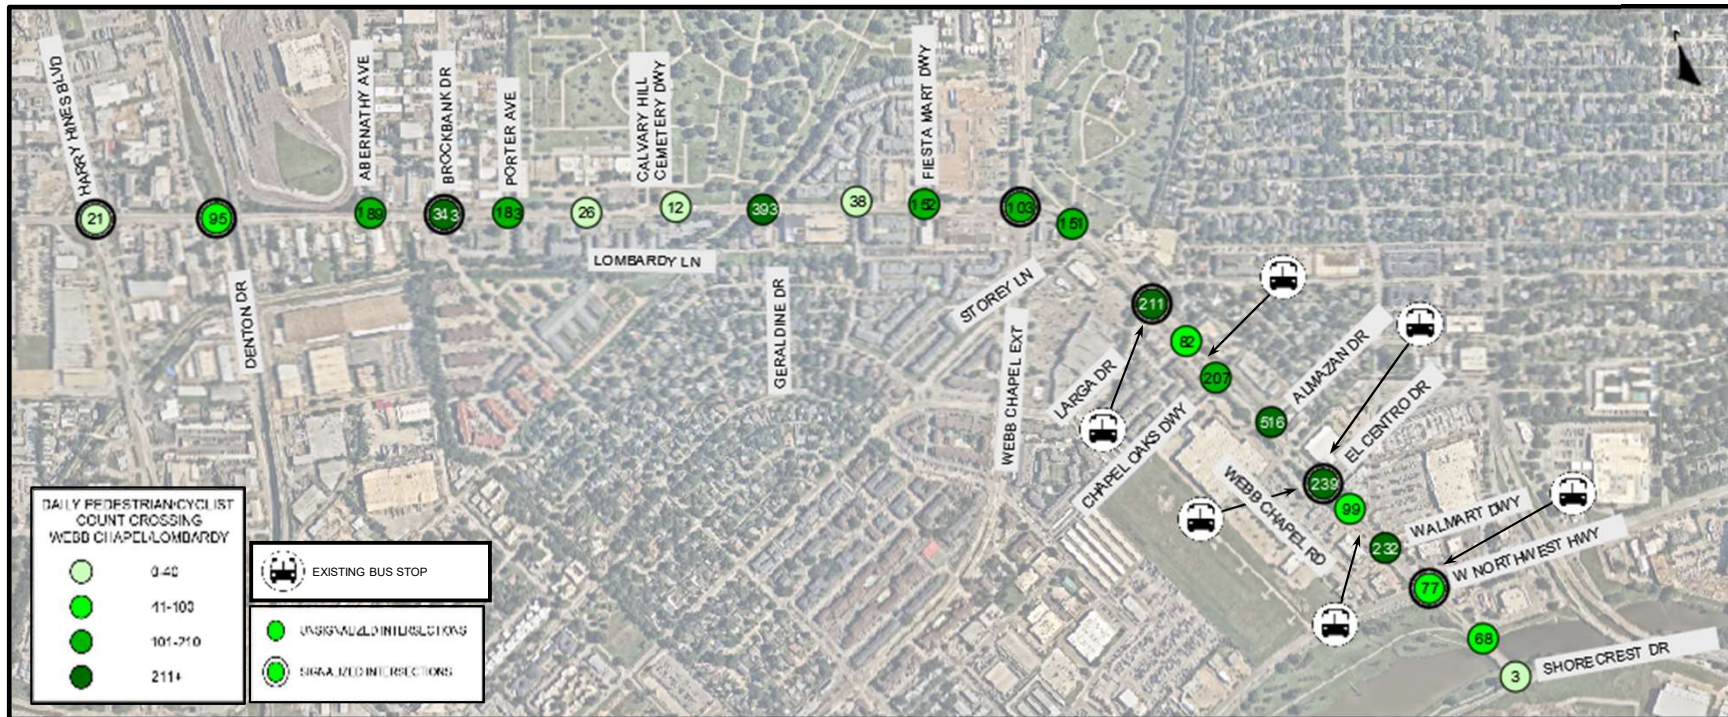 HARRY HINES BLVD
ABERNATHY AVE
BROCKBANK DR
PORTER AVE
CALVARY HILL
CEMETERY DWY
FIESTA MART DWY
21
95
189
343
183
26
12
393
38
152
103
151
LOMBARDY LN
DENTON DR
GERALDINE DR
STOREY LN
WEBB CHAPEL EXT
211
82
207
LARGA DR
CHAPEL OAKS DWY
ALMAZAN DR
516
EL CENTRO DR
239
WEBB CHAPEL RD
99
232
WALMART DWY
W NORTHWEST HWY
77
68
3
SHORECREST DR
DAILY PEDESTRIAN/CYCLIST
COUNT CROSSING
WEBB CHAPEL/LOMBARDY
0-40
41-100
101-210
211+
EXISTING BUS STOP
UNSIGNALIZED INTERSECTIONS
SIGNALIZED INTERSECTIONS